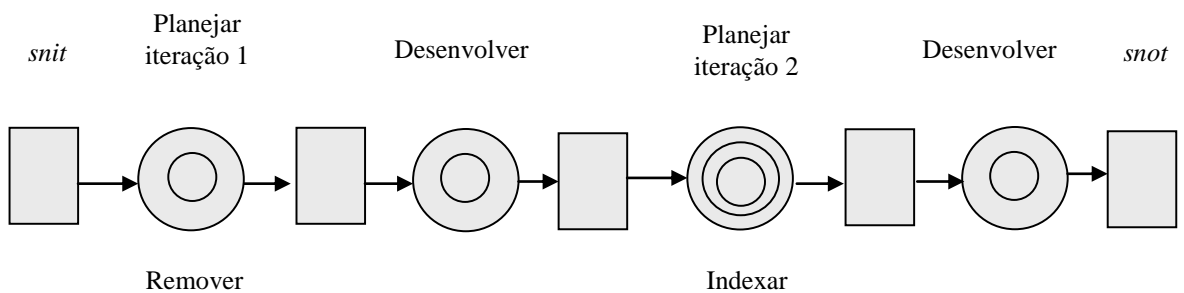 snit
Planejar
iteração 1
Desenvolver
Planejar
iteração 2
Desenvolver
snot
Remover
Indexar